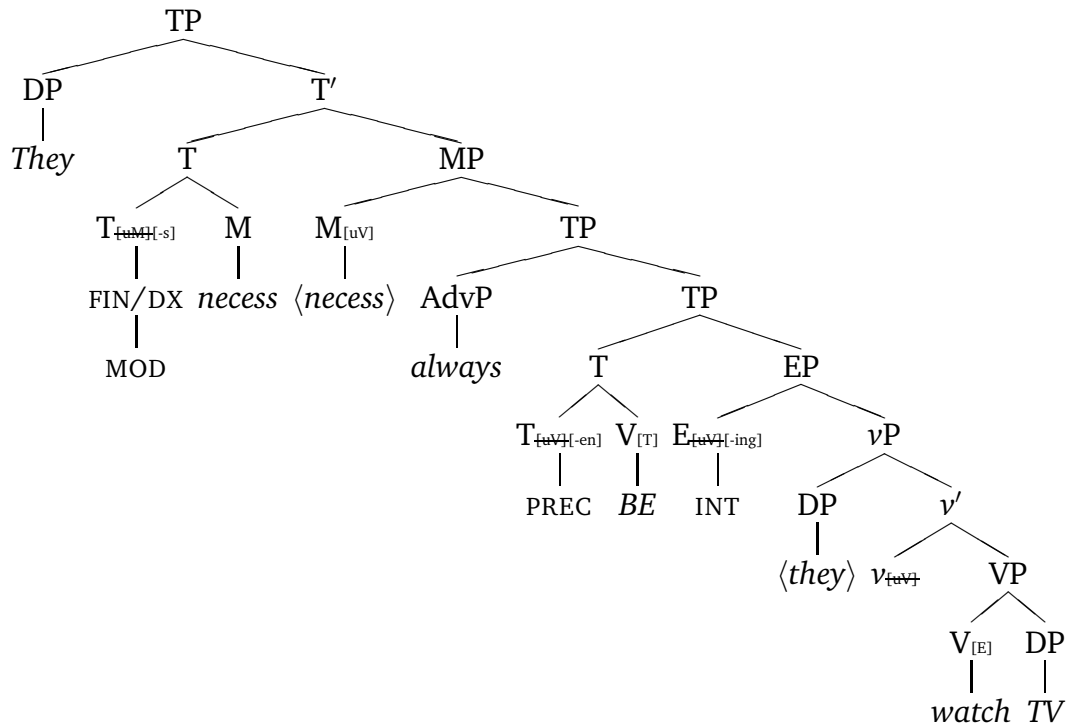 TP
DP T′
They T MP
T[uM][-s] M M[uV] TP
FIN/DX necess ⟨necess⟩ AdvP TP
MOD always T EP
T[uV][-en] V[T] E[uV][-ing] vP
PREC BE INT DP v′
⟨they⟩ v[uV] VP
V[E] DP
watch TV